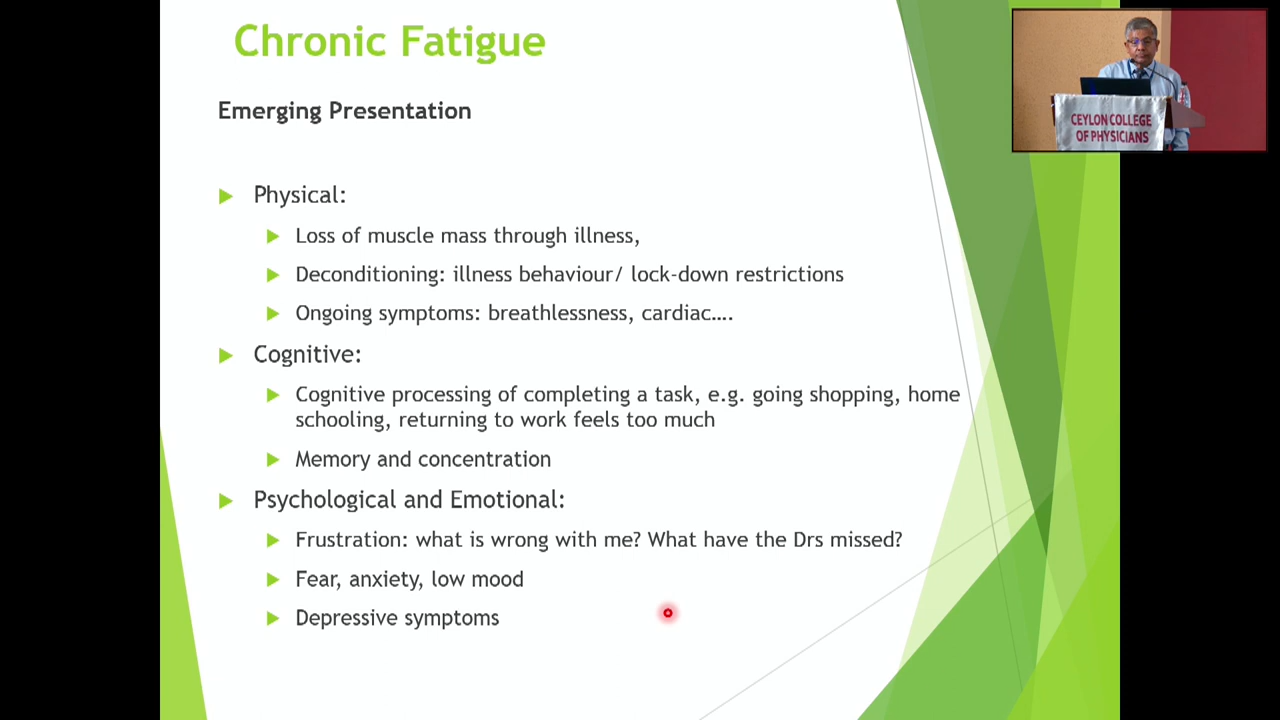 Chronic Fatigue
Emerging Presentation
Physical:
Loss of muscle mass through illness,
Deconditioning: illness behaviour/ lock-down restrictions
Ongoing symptoms: breathlessness, cardiac….
Cognitive:
Cognitive processing of completing a task, e.g. going shopping, home
schooling, returning to work feels too much
Memory and concentration
Psychological and Emotional:
Frustration: what is wrong with me? What have the Drs missed?
Fear, anxiety, low mood
Depressive symptoms
CEYLON COLLEGE
OF PHYSICIANS